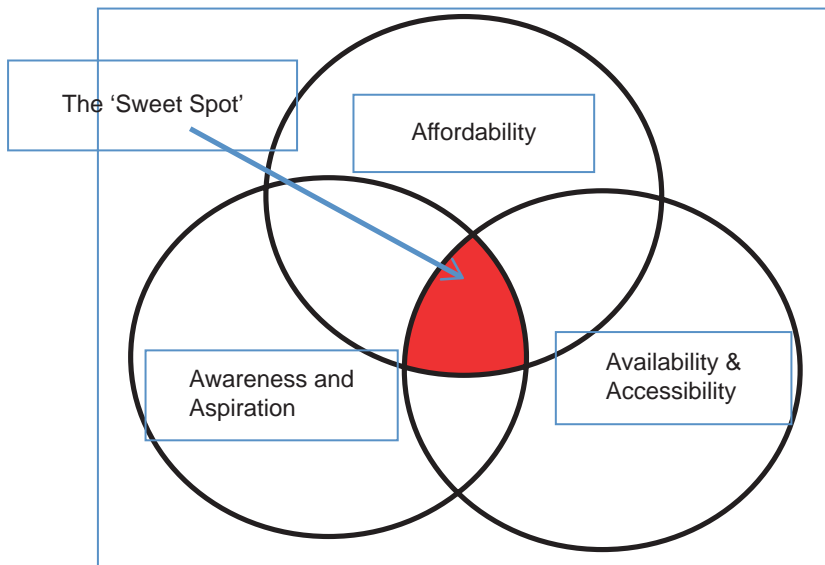 The ‘Sweet Spot’
Affordability
Awareness and
Aspiration
Availability &
Accessibility